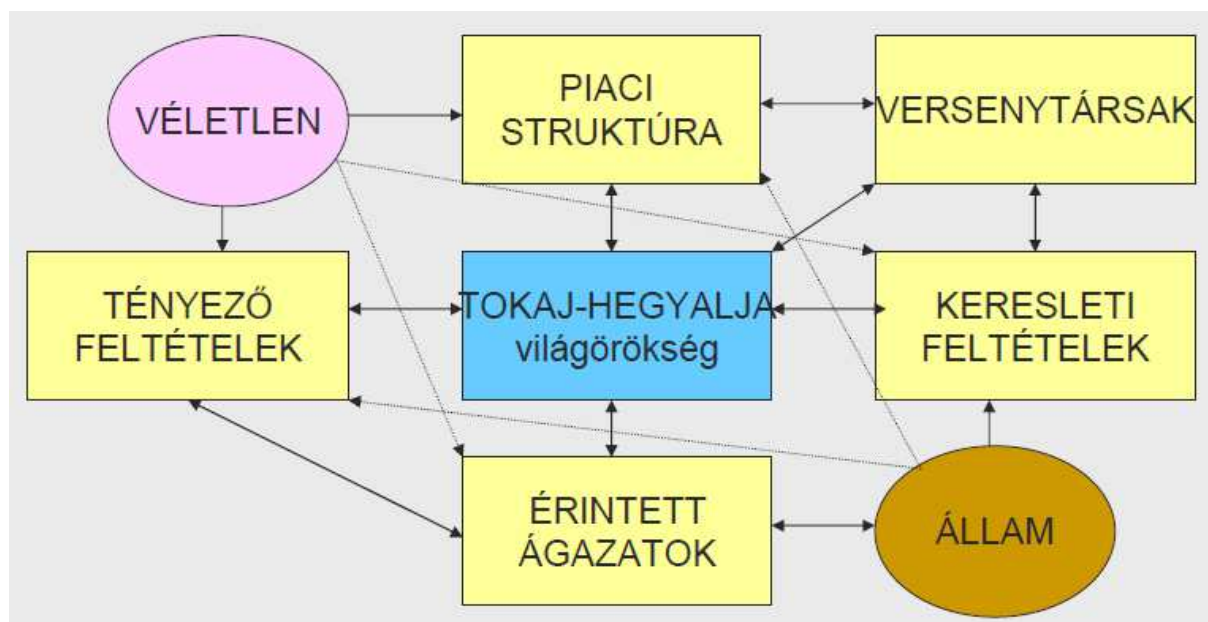 VÉLETLEN
PIACI
STRUKTÚRA
VERSENYTÁRSAK
TÉNYEZŐ
FELTÉTELEK
TOKAJ-HEGYALJA
világörökség
KERESLETI
FELTÉTELEK
ÉRINTETT
ÁGAZATOK
ÁLLAM